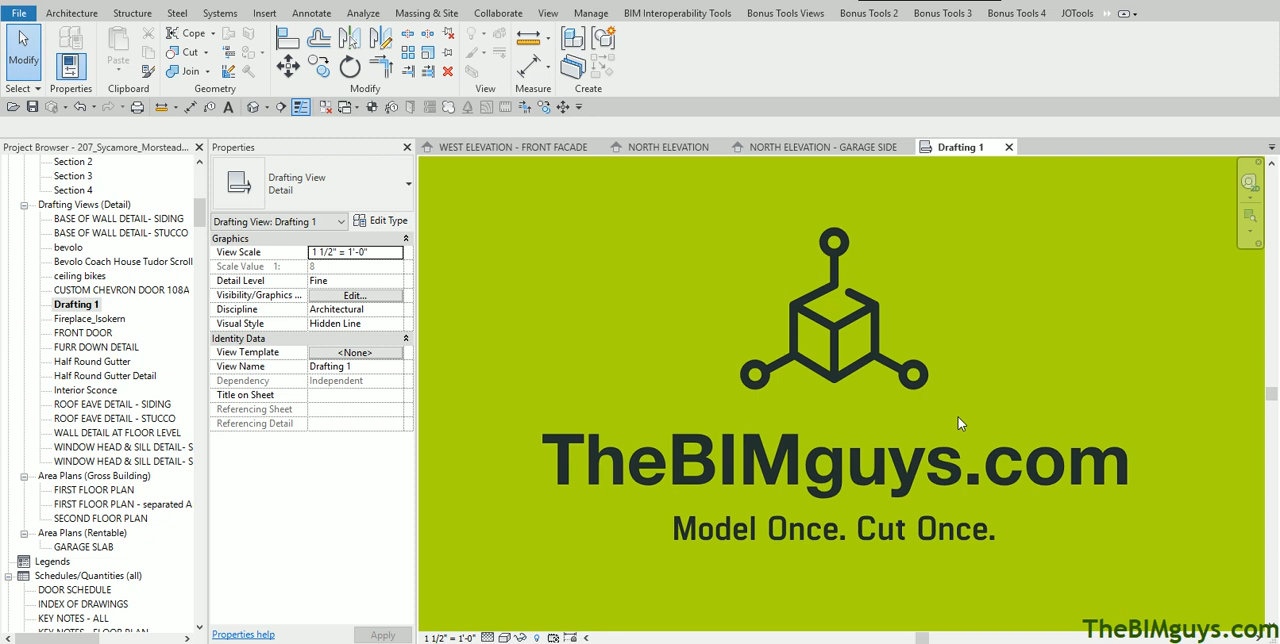 File Architecture Structure Steel Systems Insert Annotate Analyze Massing & Site Collaborate View Manage BIM Interoperability Tools Bonus Tools Views Bonus Tools 2 Bonus Tools 3 Bonus Tools 4 JOTools
Modify
Paste
Cope
Cut
Join
Select Properties Clipboard Geometry Modify View Measure Create
Project Browser - 207_Sycamore_Morstead...
Section 2
Section 3
Section 4
Drafting Views (Detail)
BASE OF WALL DETAIL- SIDING
BASE OF WALL DETAIL- STUCCO
bevolo
Bevolo Coach House Tudor Scroll
ceiling bikes
CUSTOM CHEVRON DOOR 108A
Drafting 1
Fireplace_Isokern
FRONT DOOR
FURR DOWN DETAIL
Half Round Gutter
Half Round Gutter Detail
Interior Sconce
ROOF EAVE DETAIL - SIDING
ROOF EAVE DETAIL - STUCCO
WALL DETAIL AT FLOOR LEVEL
WINDOW HEAD & SILL DETAIL- S
WINDOW HEAD & SILL DETAIL- S
Area Plans (Gross Building)
FIRST FLOOR PLAN
FIRST FLOOR PLAN - separated A
SECOND FLOOR PLAN
Area Plans (Rentable)
GARAGE SLAB
Legends
Schedules/Quantities (all)
DOOR SCHEDULE
INDEX OF DRAWINGS
KEY NOTES - ALL
KEY NOTES - FLOOR PLAN
Properties
Drafting View
Detail
Drafting View: Drafting 1 Edit Type
Graphics
View Scale 1 1/2" = 1'-0"
Scale Value 1: 8
Detail Level Fine
Visibility/Graphics ... Edit...
Discipline Architectural
Visual Style Hidden Line
Identity Data
View Template <None>
View Name Drafting 1
Dependency Independent
Title on Sheet
Referencing Sheet
Referencing Detail
Properties help Apply
WEST ELEVATION - FRONT FACADE NORTH ELEVATION NORTH ELEVATION - GARAGE SIDE Drafting 1
2D
TheBIMguys.com
Model Once. Cut Once.
1 1/2" = 1'-0"
TheBIMguys.com